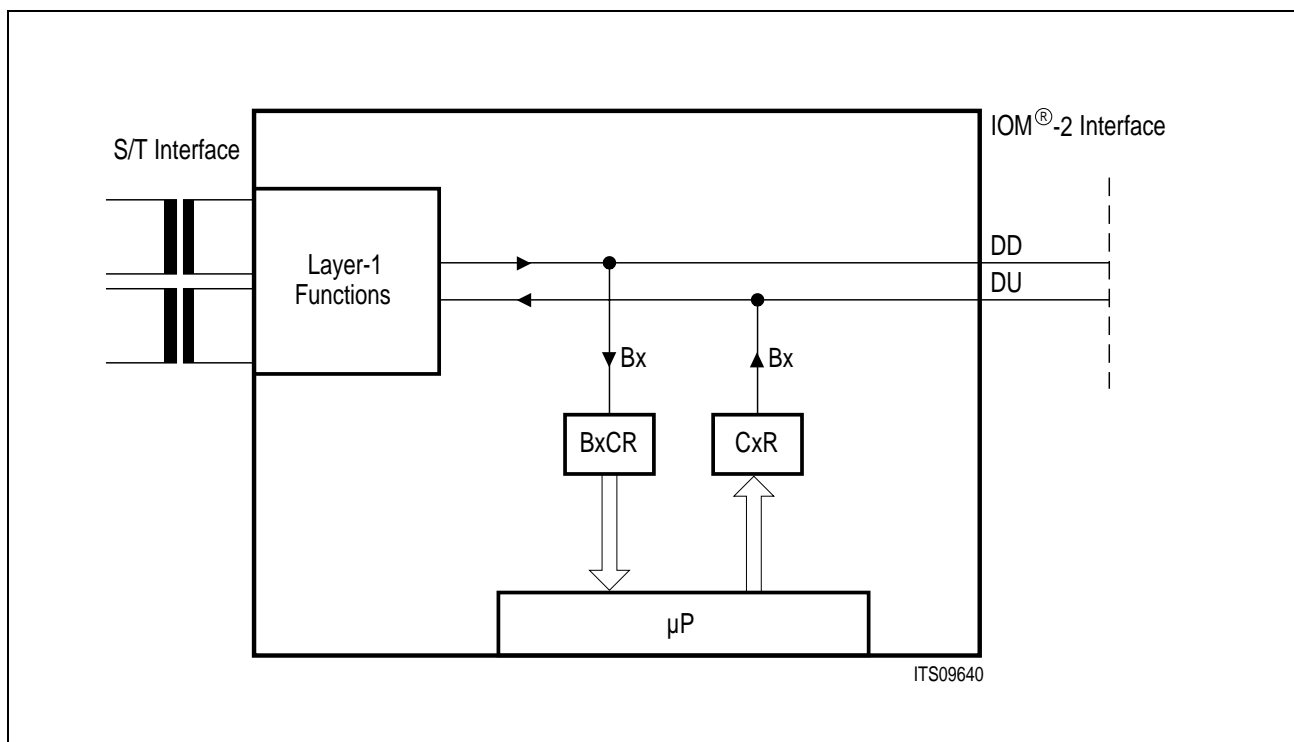 IOM®-2 Interface
S/T Interface
DD
Layer-1
Functions
DU
Bx
Bx
BxCR
CxR
µP
ITS09640